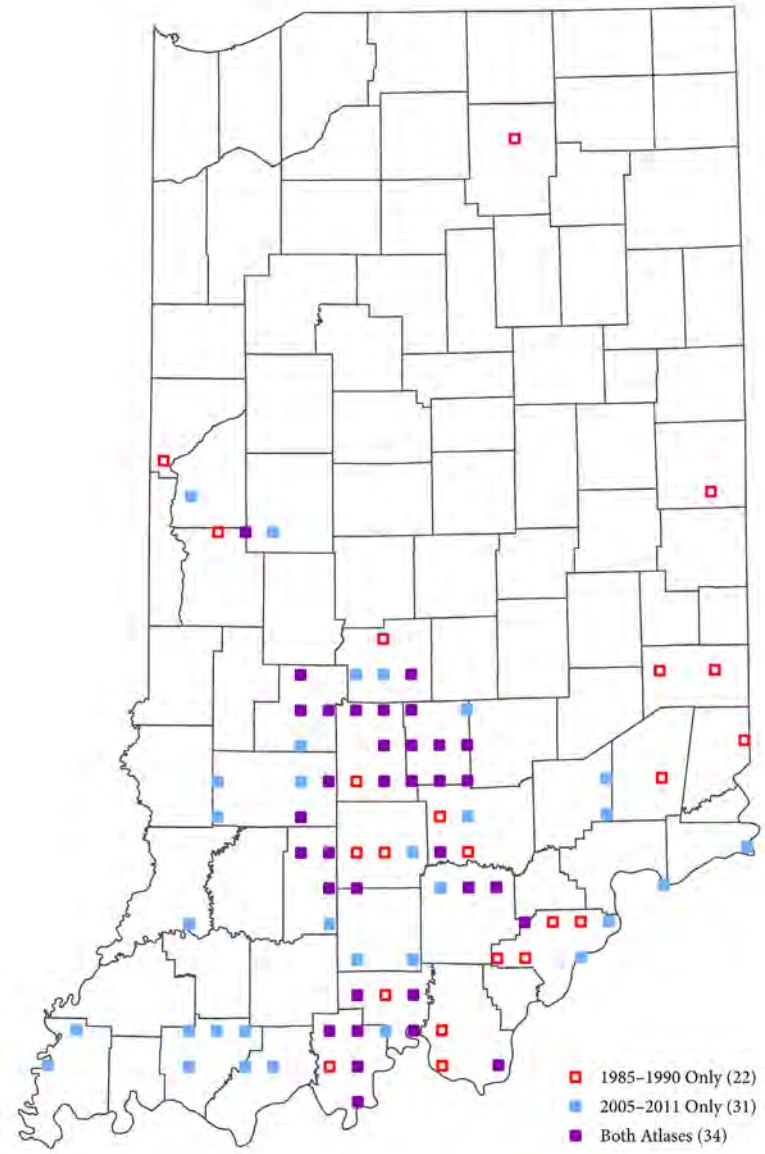 1985–1990 Only (22)
2005–2011 Only (31)
Both Atlases (34)